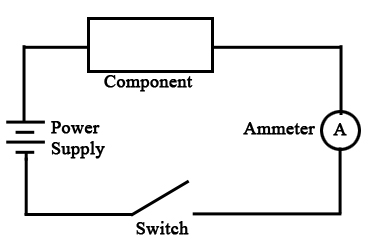 Component
Power
Supply
Ammeter
A
Switch